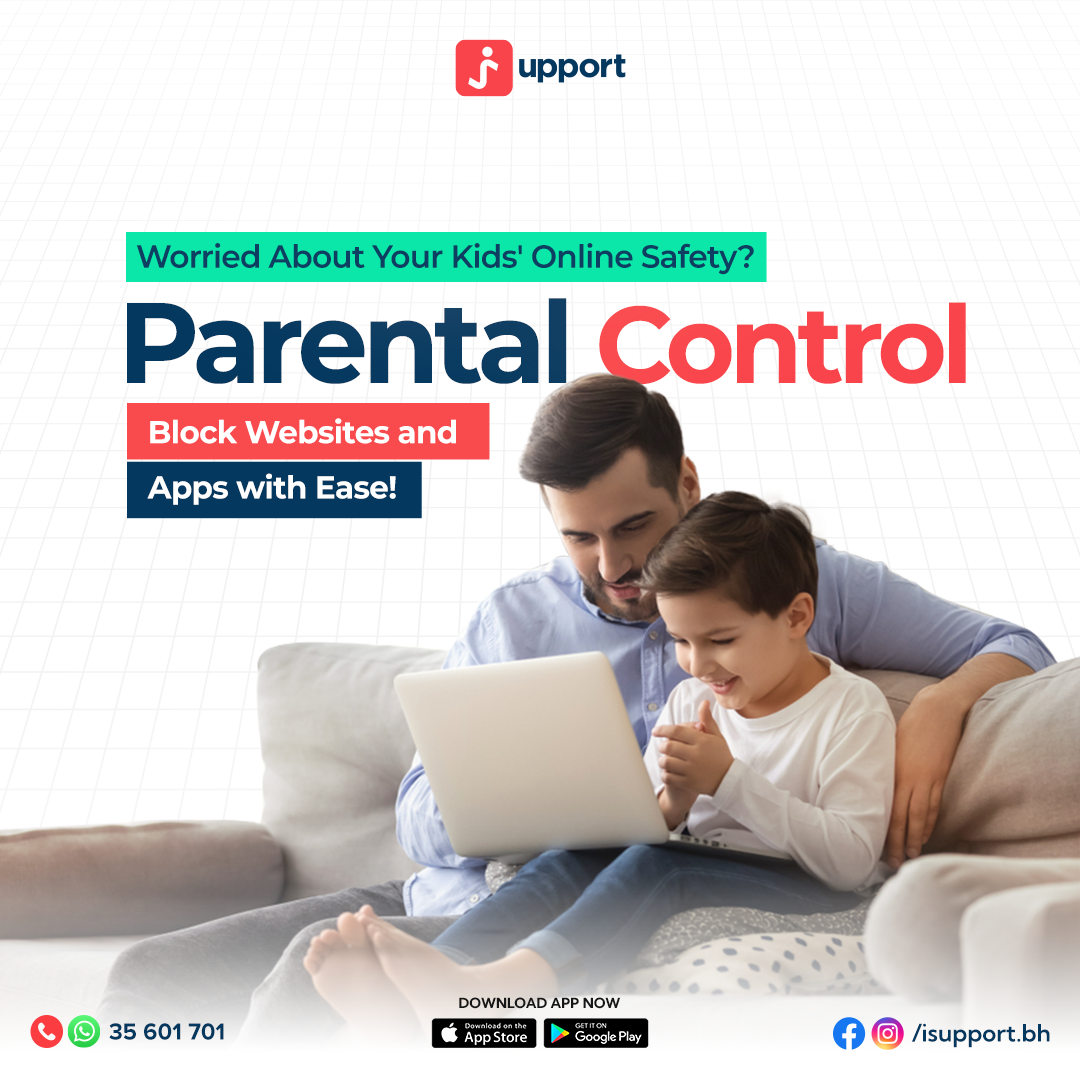 upport
Worried About Your Kids' Online Safety?
Parental Control
Block Websites and
Apps with Ease!
DOWNLOAD APP NOW
35 601 701
Download on the
App Store
GET IT ON
Google Play
/isupport.bh